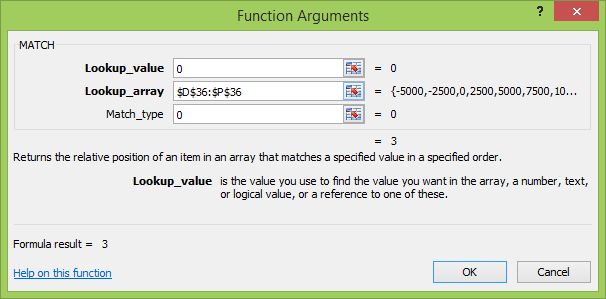 Function Arguments ? X
MATCH
Lookup_value 0 = 0
Lookup_array $D$36:$P$36 = {-5000,-2500,0,2500,5000,7500,10...
Match_type 0 = 0
= 3
Returns the relative position of an item in an array that matches a specified value in a specified order.
Lookup_value is the value you use to find the value you want in the array, a number, text,
or logical value, or a reference to one of these.
Formula result = 3
Help on this function OK Cancel